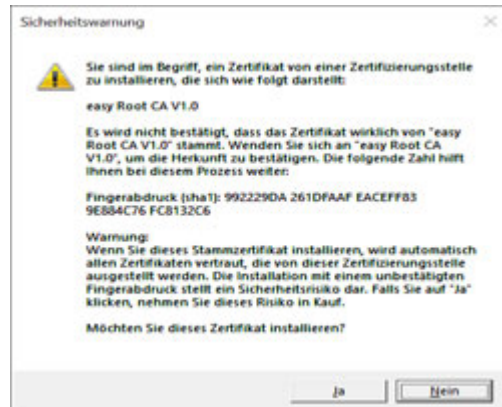 Sicherheitswarnung
Sie sind im Begriff, ein Zertifikat von einer Zertifizierungsstelle
zu installieren, die sich wie folgt darstellt:
easy Root CA V1.0
Es wird nicht bestätigt, dass das Zertifikat wirklich von "easy
Root CA V1.0" stammt. Wenden Sie sich an "easy Root CA
V1.0", um die Herkunft zu bestätigen. Die folgende Zahl hilft
Ihnen bei diesem Prozess weiter:
Fingerabdruck (sha1): 992229DA 261DFAAF EACEFF83
9E884C76 FC8132C6
Warnung:
Wenn Sie dieses Stammzertifikat installieren, wird automatisch
allen Zertifikaten vertraut, die von dieser Zertifizierungsstelle
ausgestellt werden. Die Installation mit einem unbestätigten
Fingerabdruck stellt ein Sicherheitsrisiko dar. Falls Sie auf "Ja"
klicken, nehmen Sie dieses Risiko in Kauf.
Möchten Sie dieses Zertifikat installieren?
Ja
Nein